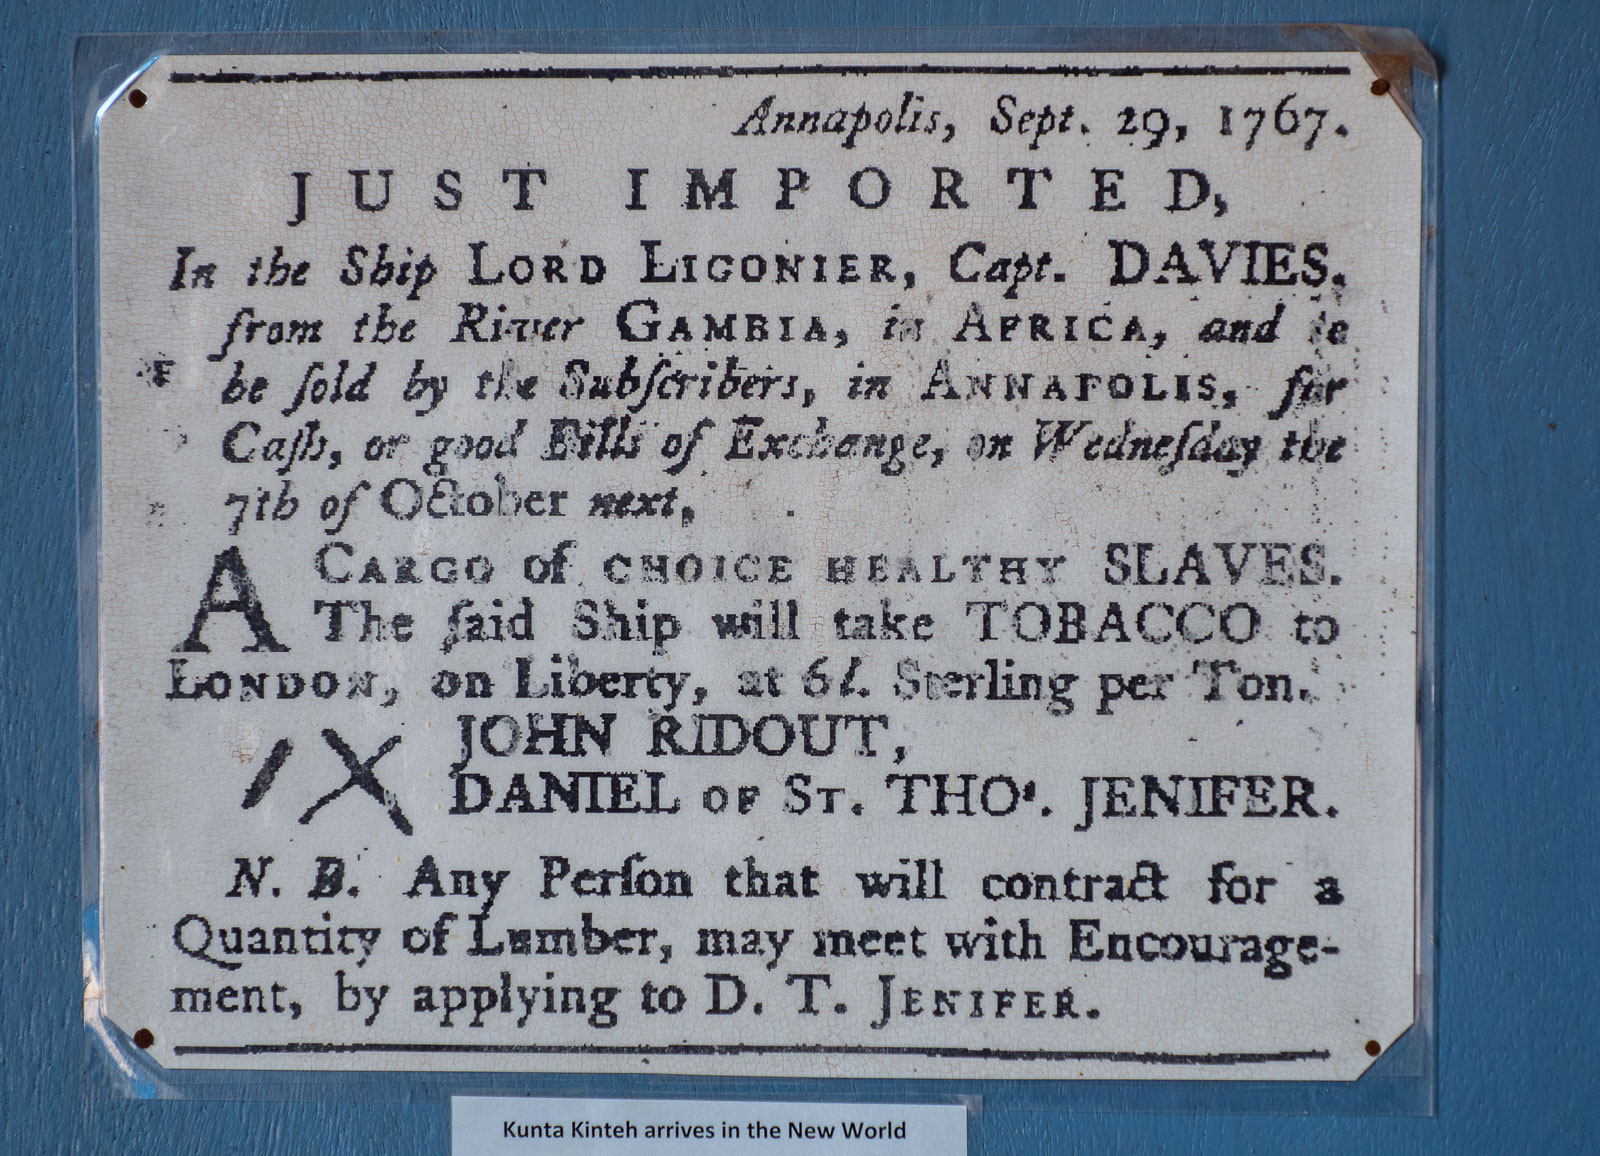 Annapolis, Sept. 29, 1767.
JUST IMPORTED,
In the Ship LORD LIGONIER, Capt. DAVIES,
from the River GAMBIA, in AFRICA, and to
be ſold by the Subſcribers, in ANNAPOLIS, for
Caſh, or good Bills of Exchange, on Wedneſday the
7th of October next,
A CARGO of CHOICE HEALTHY SLAVES.
The ſaid Ship will take TOBACCO to
LONDON, on Liberty, at 6l. Sterling per Ton.
JOHN RIDOUT,
DANIEL OF ST. THOˢ. JENIFER.
N. B. Any Perſon that will contract for a
Quantity of Lumber, may meet with Encourage-
ment, by applying to D. T. JENIFER.
Kunta Kinteh arrives in the New World